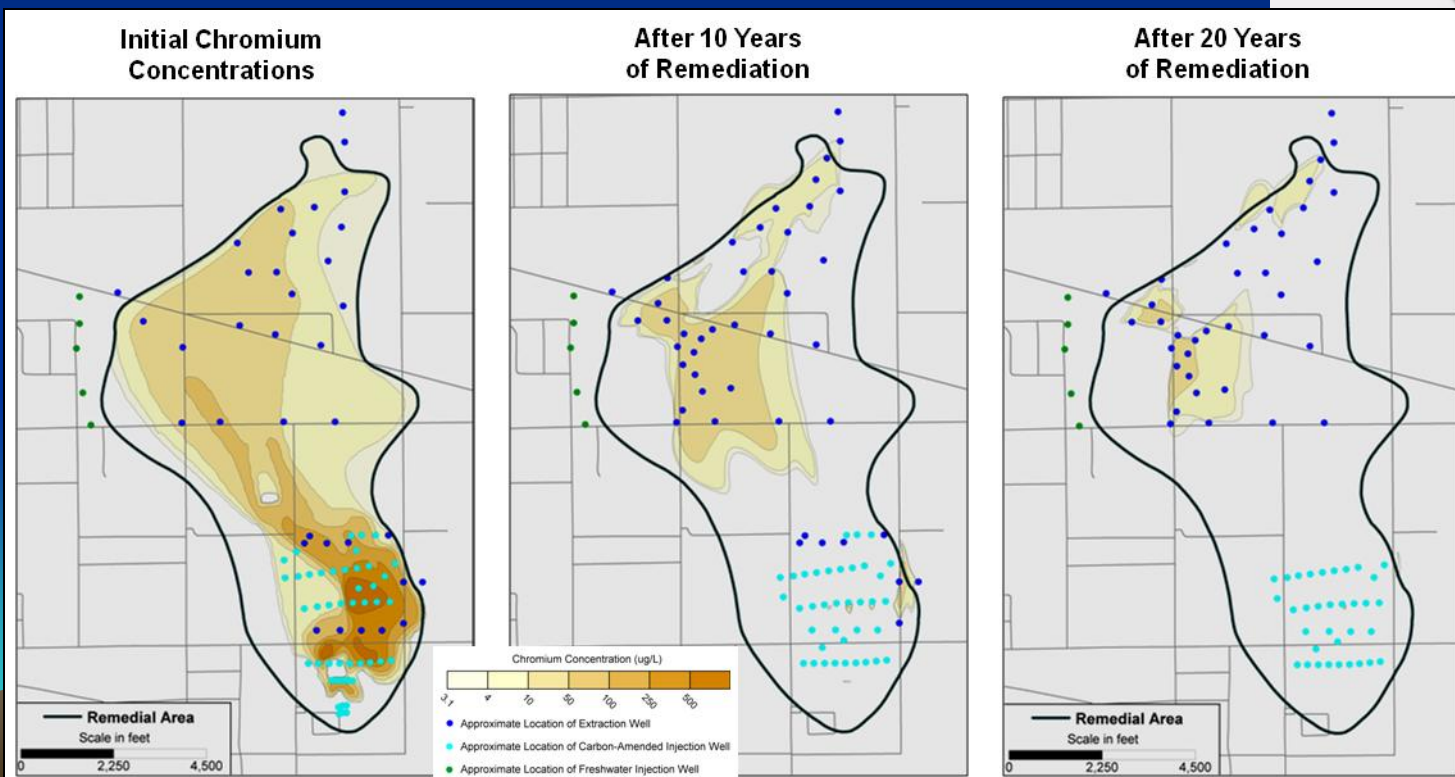 Initial Chromium
Concentrations
After 10 Years
of Remediation
After 20 Years
of Remediation
Chromium Concentration (ug/L)
3.1
4
10
50
100
250
500
Approximate Location of Extraction Well
Approximate Location of Carbon-Amended Injection Well
Approximate Location of Freshwater Injection Well
Remedial Area
Scale in feet
0
2,250
4,500
Remedial Area
Scale in feet
0
2,250
4,500